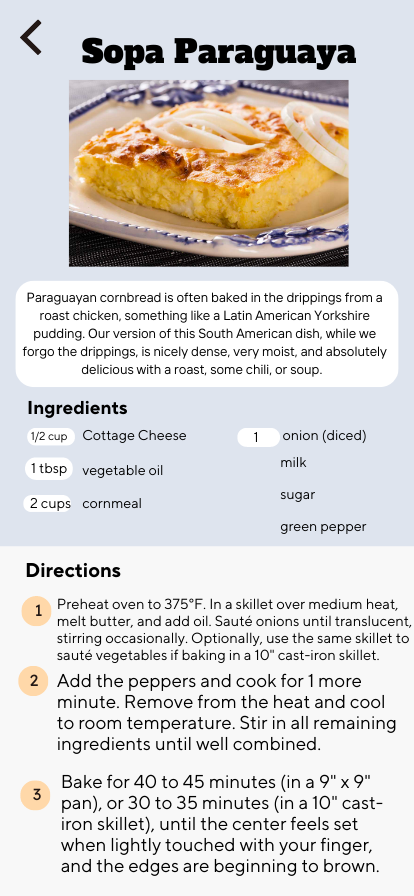 Sopa Paraguaya
Paraguayan cornbread is often baked in the drippings from a
roast chicken, something like a Latin American Yorkshire
pudding. Our version of this South American dish, while we
forgo the drippings, is nicely dense, very moist, and absolutely
delicious with a roast, some chili, or soup.
Ingredients
1/2 cup Cottage Cheese
1 tbsp vegetable oil
2 cups cornmeal
1 onion (diced)
milk
sugar
green pepper
Directions
1 Preheat oven to 375°F. In a skillet over medium heat,
melt butter, and add oil. Sauté onions until translucent,
stirring occasionally. Optionally, use the same skillet to
sauté vegetables if baking in a 10" cast-iron skillet.
2 Add the peppers and cook for 1 more
minute. Remove from the heat and cool
to room temperature. Stir in all remaining
ingredients until well combined.
3 Bake for 40 to 45 minutes (in a 9" x 9"
pan), or 30 to 35 minutes (in a 10" cast-
iron skillet), until the center feels set
when lightly touched with your finger,
and the edges are beginning to brown.